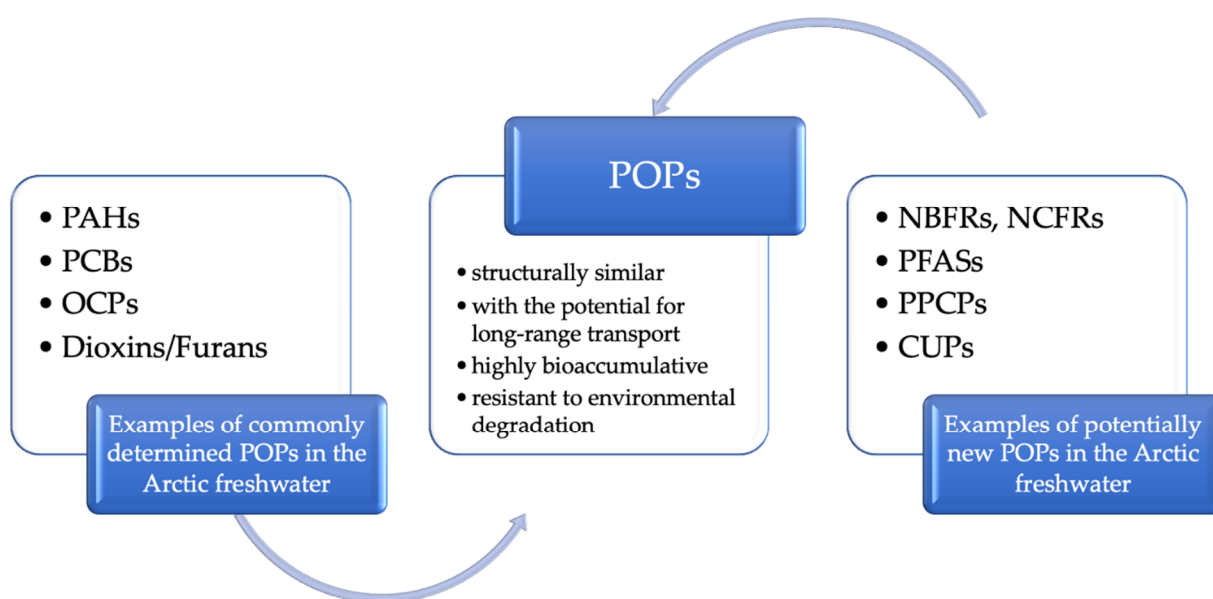 • PAHs
• PCBs
• OCPs
• Dioxins/Furans
Examples of commonly
determined POPs in the
Arctic freshwater
POPs
• structurally similar
• with the potential for
long-range transport
• highly bioaccumulative
• resistant to environmental
degradation
• NBFRs, NCFRs
• PFASs
• PPCPs
• CUPs
Examples of potentially
new POPs in the Arctic
freshwater